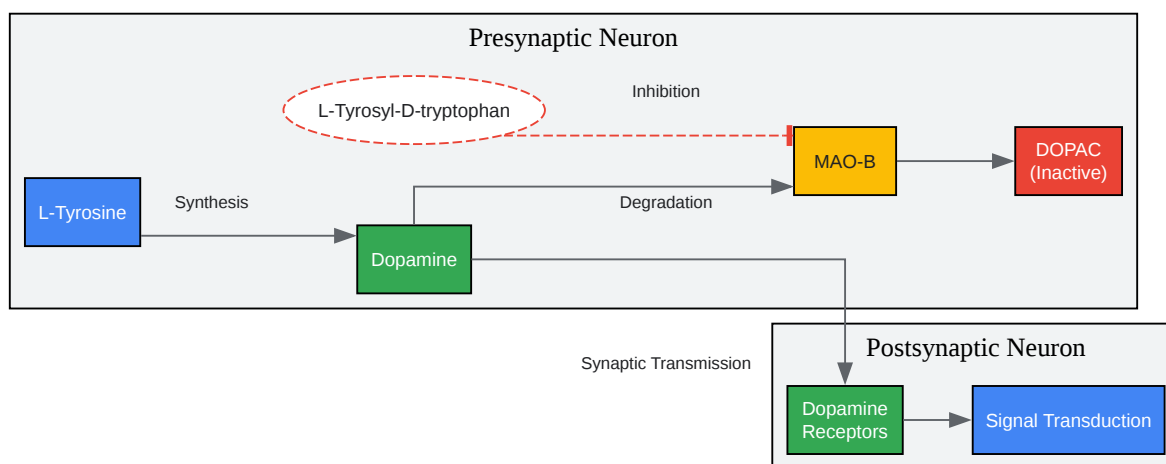 Presynaptic Neuron
L-Tyrosyl-D-tryptophan
Inhibition
MAO-B
DOPAC
(Inactive)
L-Tyrosine
Synthesis
Degradation
Dopamine
Postsynaptic Neuron
Synaptic Transmission
Dopamine
Receptors
Signal Transduction